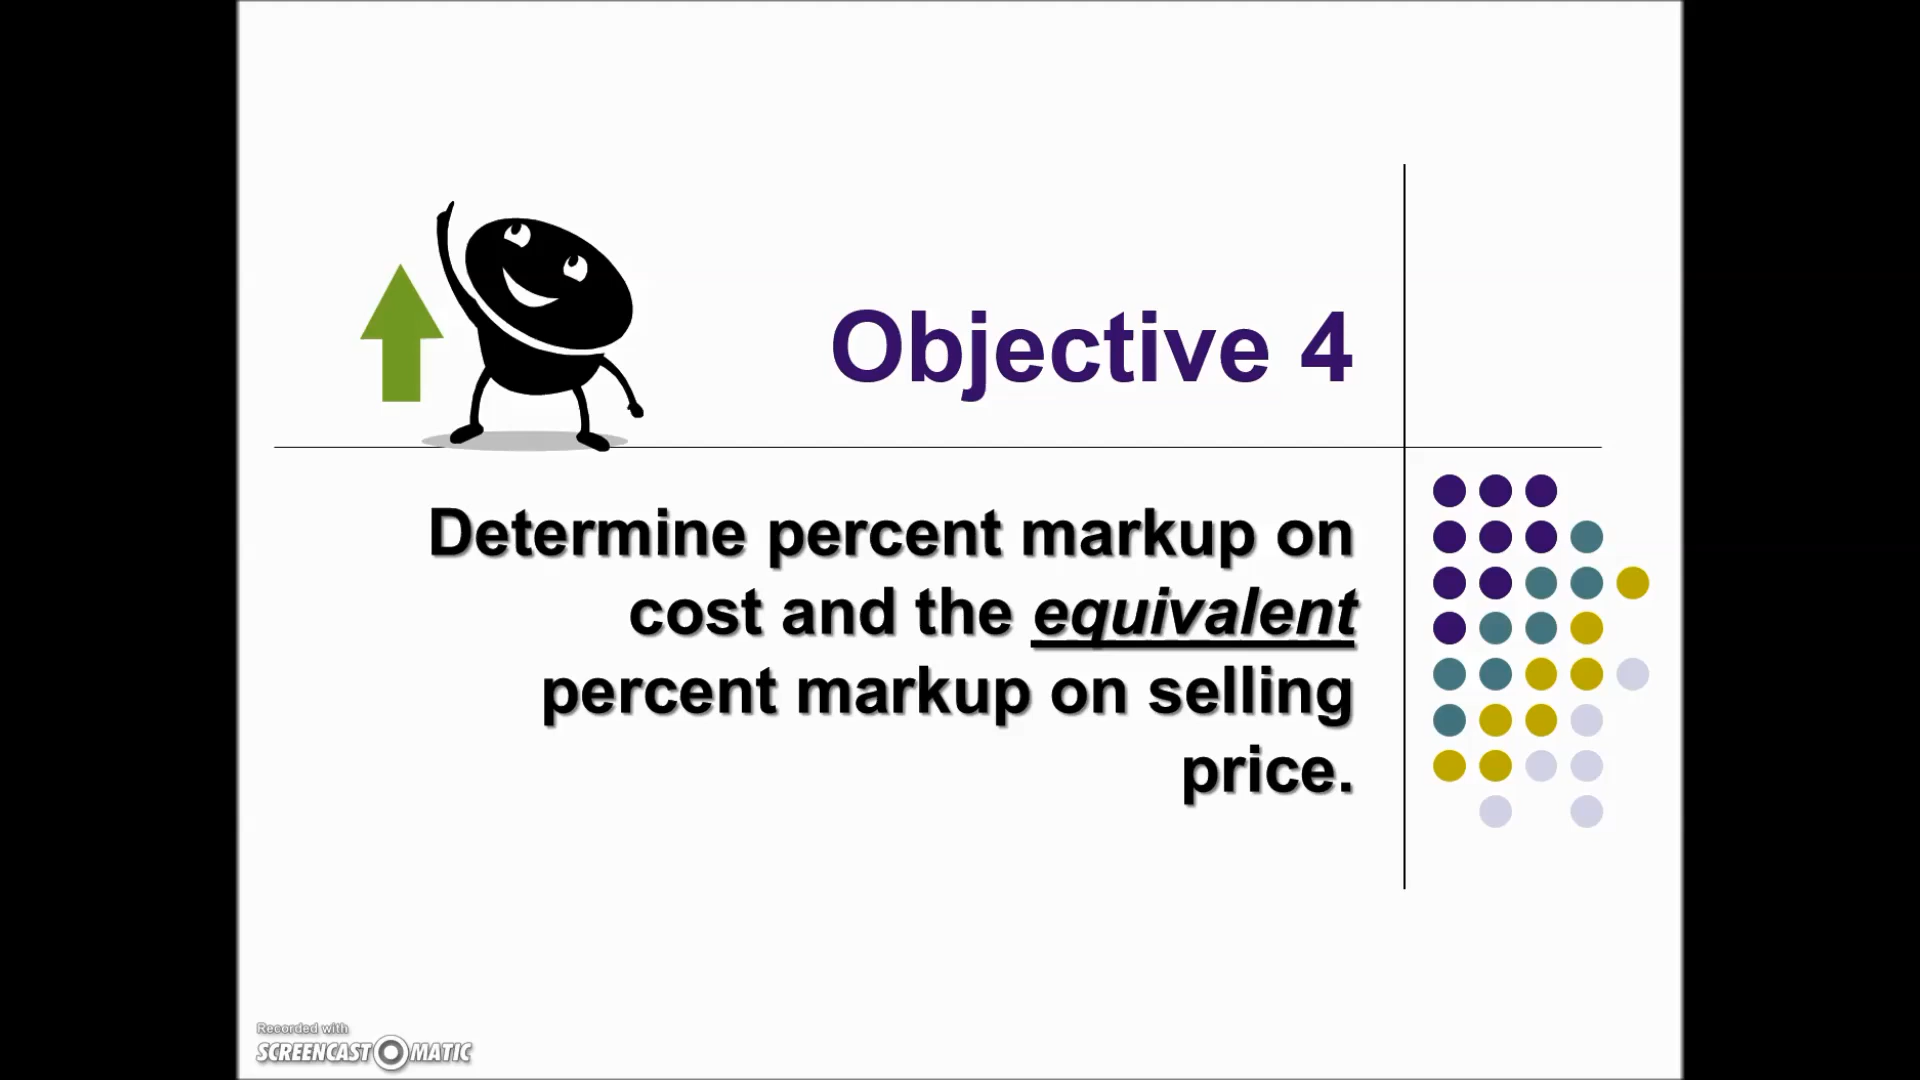 Objective 4
Determine percent markup on
cost and the equivalent
percent markup on selling
price.
Recorded with
SCREENCAST MATIC